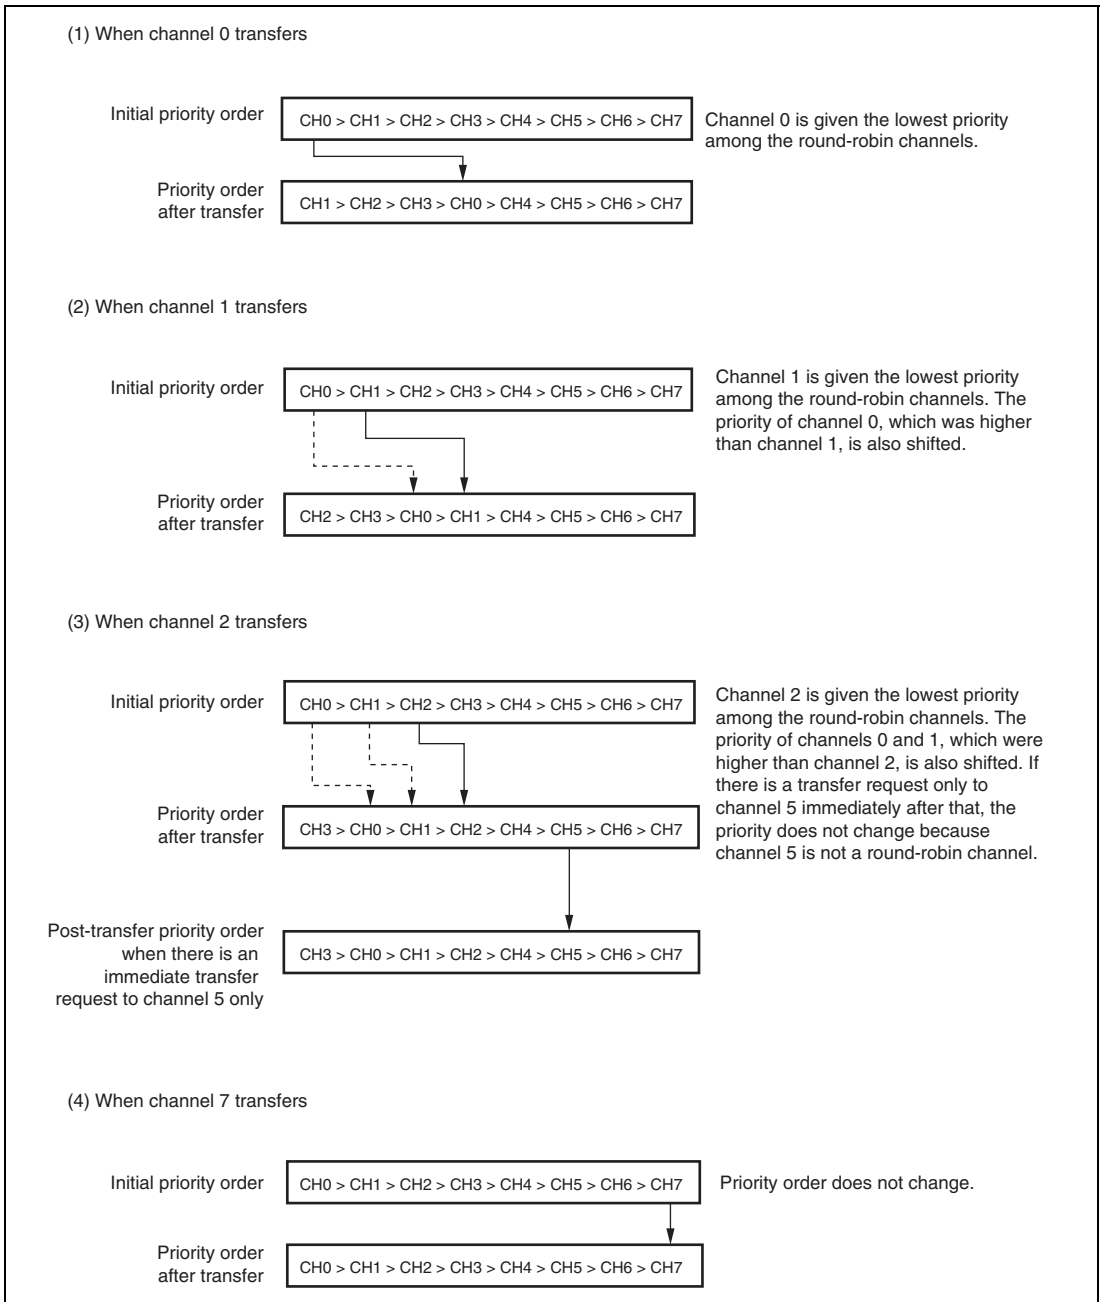 (1) When channel 0 transfers
Initial priority order
CH0 > CH1 > CH2 > CH3 > CH4 > CH5 > CH6 > CH7
Channel 0 is given the lowest priority
among the round-robin channels.
Priority order
after transfer
CH1 > CH2 > CH3 > CH0 > CH4 > CH5 > CH6 > CH7
(2) When channel 1 transfers
Initial priority order
CH0 > CH1 > CH2 > CH3 > CH4 > CH5 > CH6 > CH7
Channel 1 is given the lowest priority
among the round-robin channels. The
priority of channel 0, which was higher
than channel 1, is also shifted.
Priority order
after transfer
CH2 > CH3 > CH0 > CH1 > CH4 > CH5 > CH6 > CH7
(3) When channel 2 transfers
Initial priority order
CH0 > CH1 > CH2 > CH3 > CH4 > CH5 > CH6 > CH7
Channel 2 is given the lowest priority
among the round-robin channels. The
priority of channels 0 and 1, which were
higher than channel 2, is also shifted. If
there is a transfer request only to
channel 5 immediately after that, the
priority does not change because
channel 5 is not a round-robin channel.
Priority order
after transfer
CH3 > CH0 > CH1 > CH2 > CH4 > CH5 > CH6 > CH7
Post-transfer priority order
when there is an
immediate transfer
request to channel 5 only
CH3 > CH0 > CH1 > CH2 > CH4 > CH5 > CH6 > CH7
(4) When channel 7 transfers
Initial priority order
CH0 > CH1 > CH2 > CH3 > CH4 > CH5 > CH6 > CH7
Priority order does not change.
Priority order
after transfer
CH0 > CH1 > CH2 > CH3 > CH4 > CH5 > CH6 > CH7